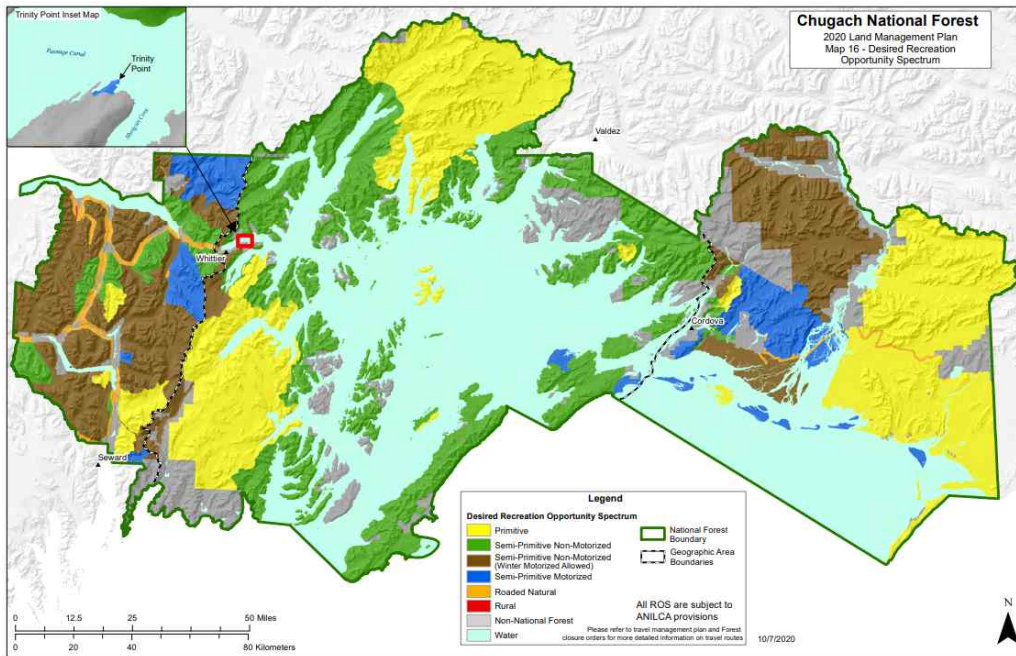 Trinity Point Inset Map
Passage Canal
Trinity
Point
Shotgun Cove
Chugach National Forest
2020 Land Management Plan
Map 16 - Desired Recreation
Opportunity Spectrum
Valdez
Whittier
Cordova
Seward
Legend
Desired Recreation Opportunity Spectrum
Primitive
Semi-Primitive Non-Motorized
Semi-Primitive Non-Motorized
(Winter Motorized Allowed)
Semi-Primitive Motorized
Roaded Natural
Rural
Non-National Forest
Water
National Forest
Boundary
Geographic Area
Boundaries
All ROS are subject to
ANILCA provisions
Please refer to travel management plan and Forest
closure orders for more detailed information on travel routes
10/7/2020
0 12.5 25 50 Miles
0 20 40 80 Kilometers
N